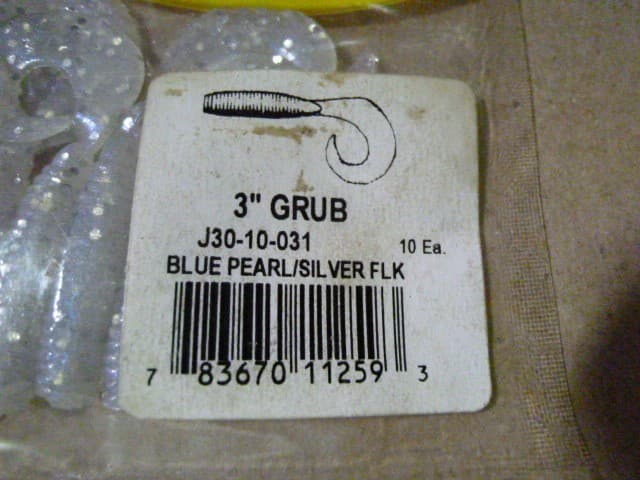 3" GRUB
J30-10-031 10 Ea.
BLUE PEARL/SILVER FLK
7 83670 11259 3